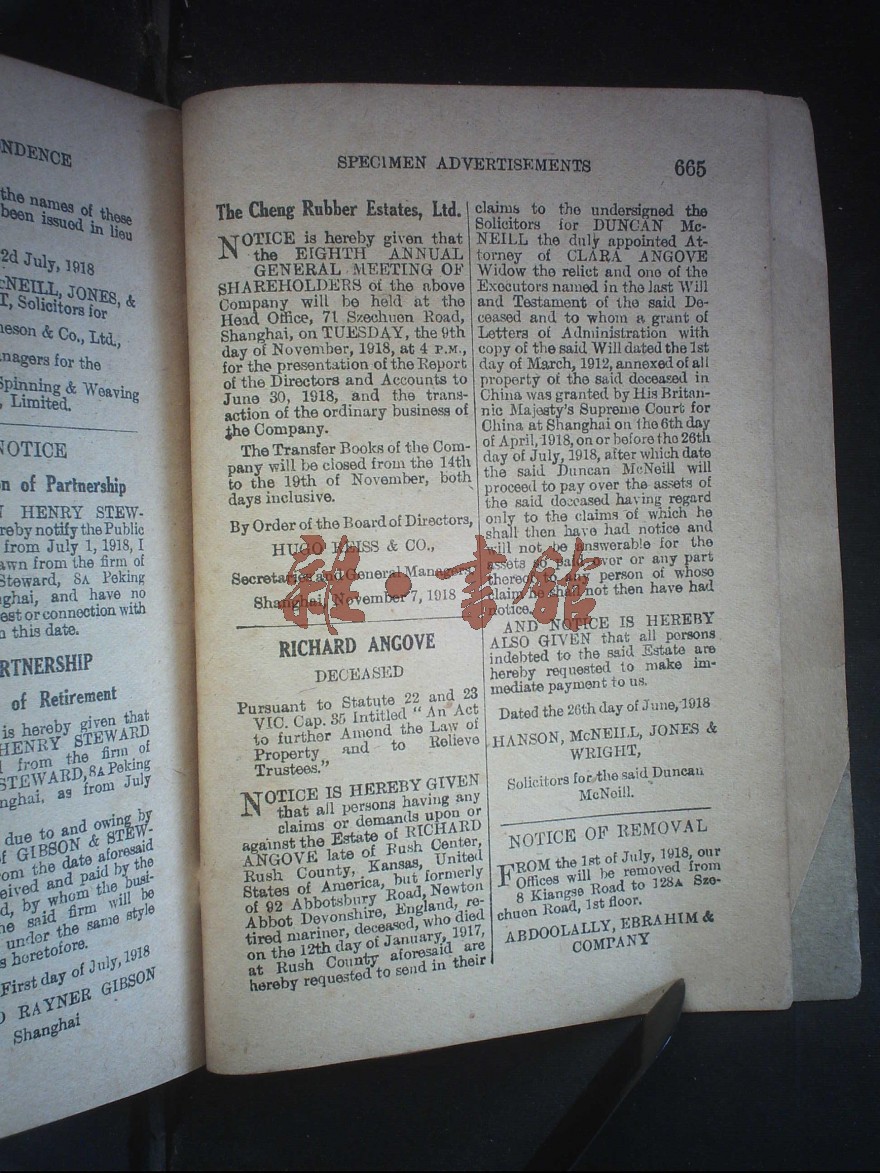 NDENCE
the names of these
been issued in lieu
2d July, 1918
cNEILL, JONES, &
T, Solicitors for
heson & Co., Ltd.,
anagers for the
Spinning & Weaving
, Limited.
NOTICE
n of Partnership
N HENRY STEW-
reby notify the Public
from July 1, 1918, I
awn from the firm of
Steward, 8A Peking
nghai, and have no
est or connection with
n this date.
RTNERSHIP
of Retirement
is hereby given that
HENRY STEWARD
d from the firm of
STEWARD, 8A Peking
nghai, as from July
due to and owing by
of GIBSON & STEW-
rom the date aforesaid
eived and paid by the
d, by whom the busi-
he said firm will be
under the same style
s heretofore.
First day of July, 1918
D RAYNER GIBSON
Shanghai
SPECIMEN ADVERTISEMENTS 665
The Cheng Rubber Estates, Ltd.
NOTICE is hereby given that
the EIGHTH ANNUAL
GENERAL MEETING OF
SHAREHOLDERS of the above
Company will be held at the
Head Office, 71 Szechuen Road,
Shanghai, on TUESDAY, the 9th
day of November, 1918, at 4 P.M.,
for the presentation of the Report
of the Directors and Accounts to
June 30, 1918, and the trans-
action of the ordinary business of
the Company.
The Transfer Books of the Com-
pany will be closed from the 14th
to the 19th of November, both
days inclusive.
By Order of the Board of Directors,
HUGO REISS & CO.,
Secretaries and General Managers.
Shanghai, November 7, 1918
RICHARD ANGOVE
DECEASED
Pursuant to Statute 22 and 23
VIC. Cap. 35 Intitled "An Act
to further Amend the Law of
Property and to Relieve
Trustees."
NOTICE IS HEREBY GIVEN
that all persons having any
claims or demands upon or
against the Estate of RICHARD
ANGOVE late of Rush Center,
Rush County, Kansas, United
States of America, but formerly
of 92 Abbotsbury Road, Newton
Abbot Devonshire, England, re-
tired mariner, deceased, who died
on the 12th day of January, 1917,
at Rush County aforesaid are
hereby requested to send in their
claims to the undersigned the
Solicitors for DUNCAN Mc-
NEILL the duly appointed At-
torney of CLARA ANGOVE
Widow the relict and one of the
Executors named in the last Will
and Testament of the said De-
ceased and to whom a grant of
Letters of Administration with
copy of the said Will dated the 1st
day of March, 1912, annexed of all
property of the said deceased in
China was granted by His Britan-
nic Majesty's Supreme Court for
China at Shanghai on the 6th day
of April, 1918, on or before the 26th
day of July, 1918, after which date
the said Duncan McNeill will
proceed to pay over the assets of
the said deceased having regard
only to the claims of which he
shall then have had notice and
will not be answerable for the
assets so paid over or any part
thereof to any person of whose
claim he shall not then have had
notice.
AND NOTICE IS HEREBY
ALSO GIVEN that all persons
indebted to the said Estate are
hereby requested to make im-
mediate payment to us.
Dated the 26th day of June, 1918
HANSON, McNEILL, JONES &
WRIGHT,
Solicitors for the said Duncan
McNeill.
NOTICE OF REMOVAL
FROM the 1st of July, 1918, our
Offices will be removed from
8 Kiangse Road to 128A Sze-
chuen Road, 1st floor.
ABDOOLALLY, EBRAHIM &
COMPANY
雜·書館